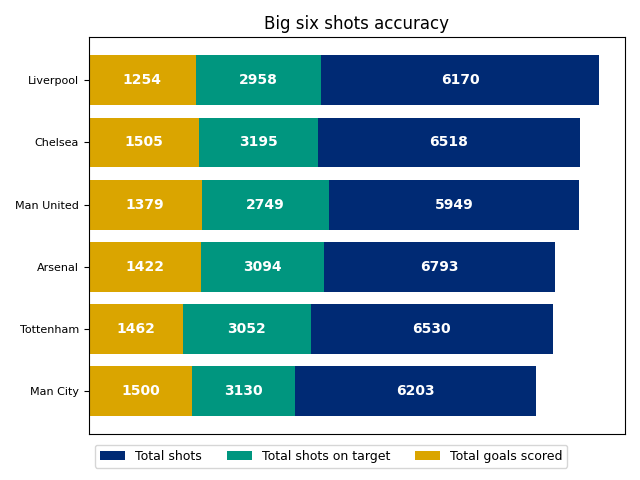 Big six shots accuracy
Liverpool 1254 2958 6170
Chelsea 1505 3195 6518
Man United 1379 2749 5949
Arsenal 1422 3094 6793
Tottenham 1462 3052 6530
Man City 1500 3130 6203
Total shots Total shots on target Total goals scored